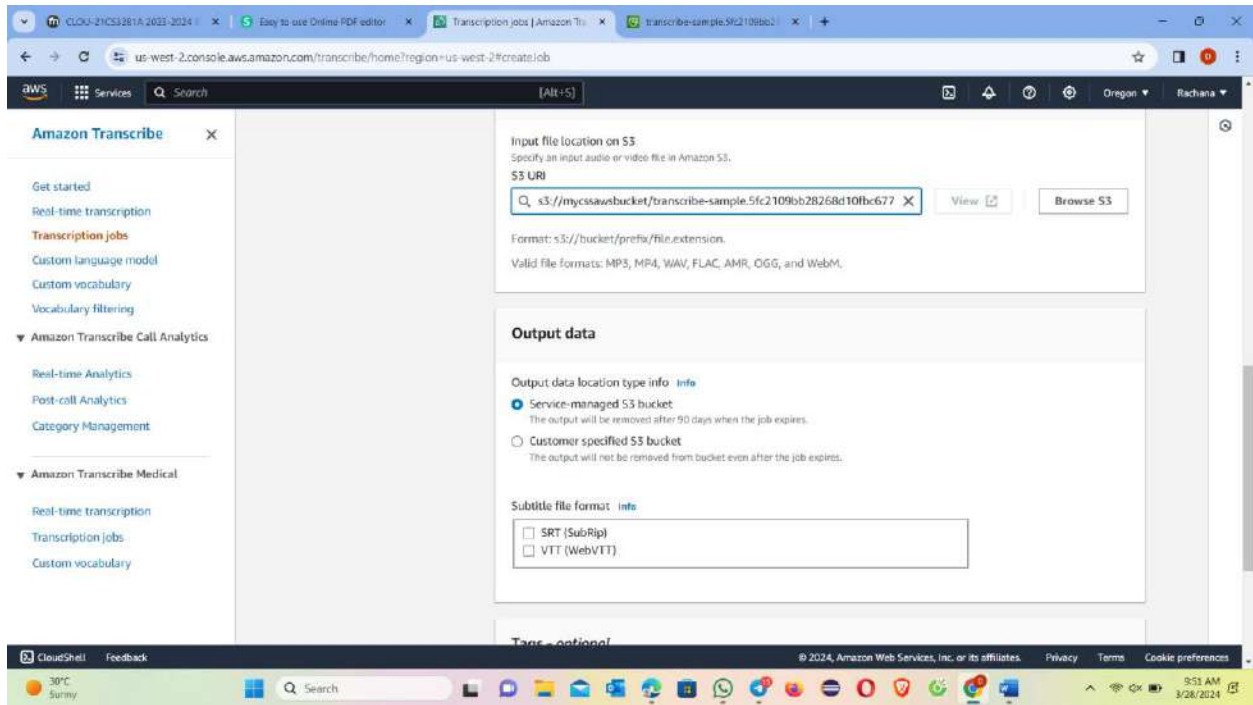 CLOU-21CS3281A 2023-2024
Easy to use Online PDF editor
Transcription jobs | Amazon Tra
transcribe-sample.5fc2109bb2
us-west-2.console.aws.amazon.com/transcribe/home?region=us-west-2#createJob
aws
Services
Search
[Alt+S]
Oregon
Rachana
Amazon Transcribe
Get started
Real-time transcription
Transcription jobs
Custom language model
Custom vocabulary
Vocabulary filtering
Amazon Transcribe Call Analytics
Real-time Analytics
Post-call Analytics
Category Management
Amazon Transcribe Medical
Real-time transcription
Transcription jobs
Custom vocabulary
Input file location on S3
Specify an input audio or video file in Amazon S3.
S3 URI
s3://mycssawsbucket/transcribe-sample.5fc2109bb28268d10fbc677
View
Browse S3
Format: s3://bucket/prefix/file.extension.
Valid file formats: MP3, MP4, WAV, FLAC, AMR, OGG, and WebM.
Output data
Output data location type info Info
Service-managed S3 bucket
The output will be removed after 90 days when the job expires.
Customer specified S3 bucket
The output will not be removed from bucket even after the job expires.
Subtitle file format Info
SRT (SubRip)
VTT (WebVTT)
Tags - optional
CloudShell
Feedback
© 2024, Amazon Web Services, Inc. or its affiliates.
Privacy
Terms
Cookie preferences
30°C
Sunny
Search
9:51 AM
3/28/2024